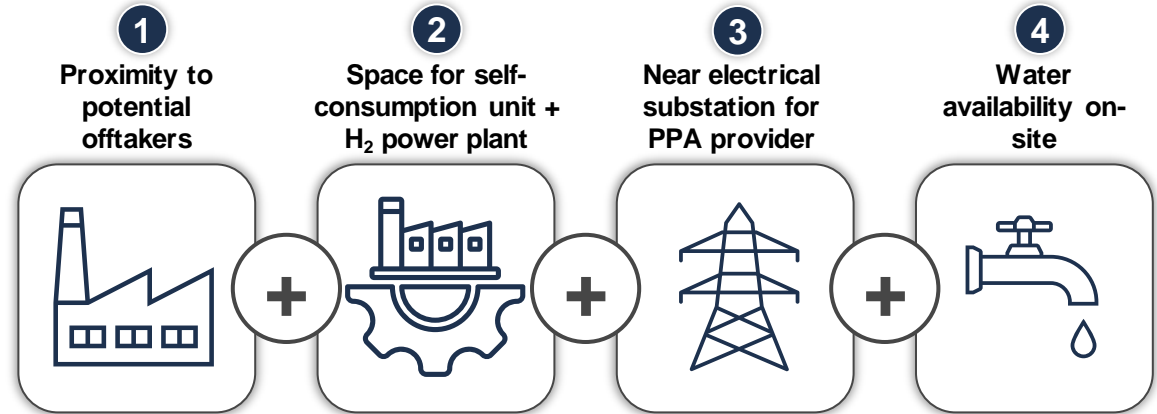 1
Proximity to
potential
offtakers
2
Space for self-
consumption unit +
H₂ power plant
3
Near electrical
substation for
PPA provider
4
Water
availability on-
site
+
+
+